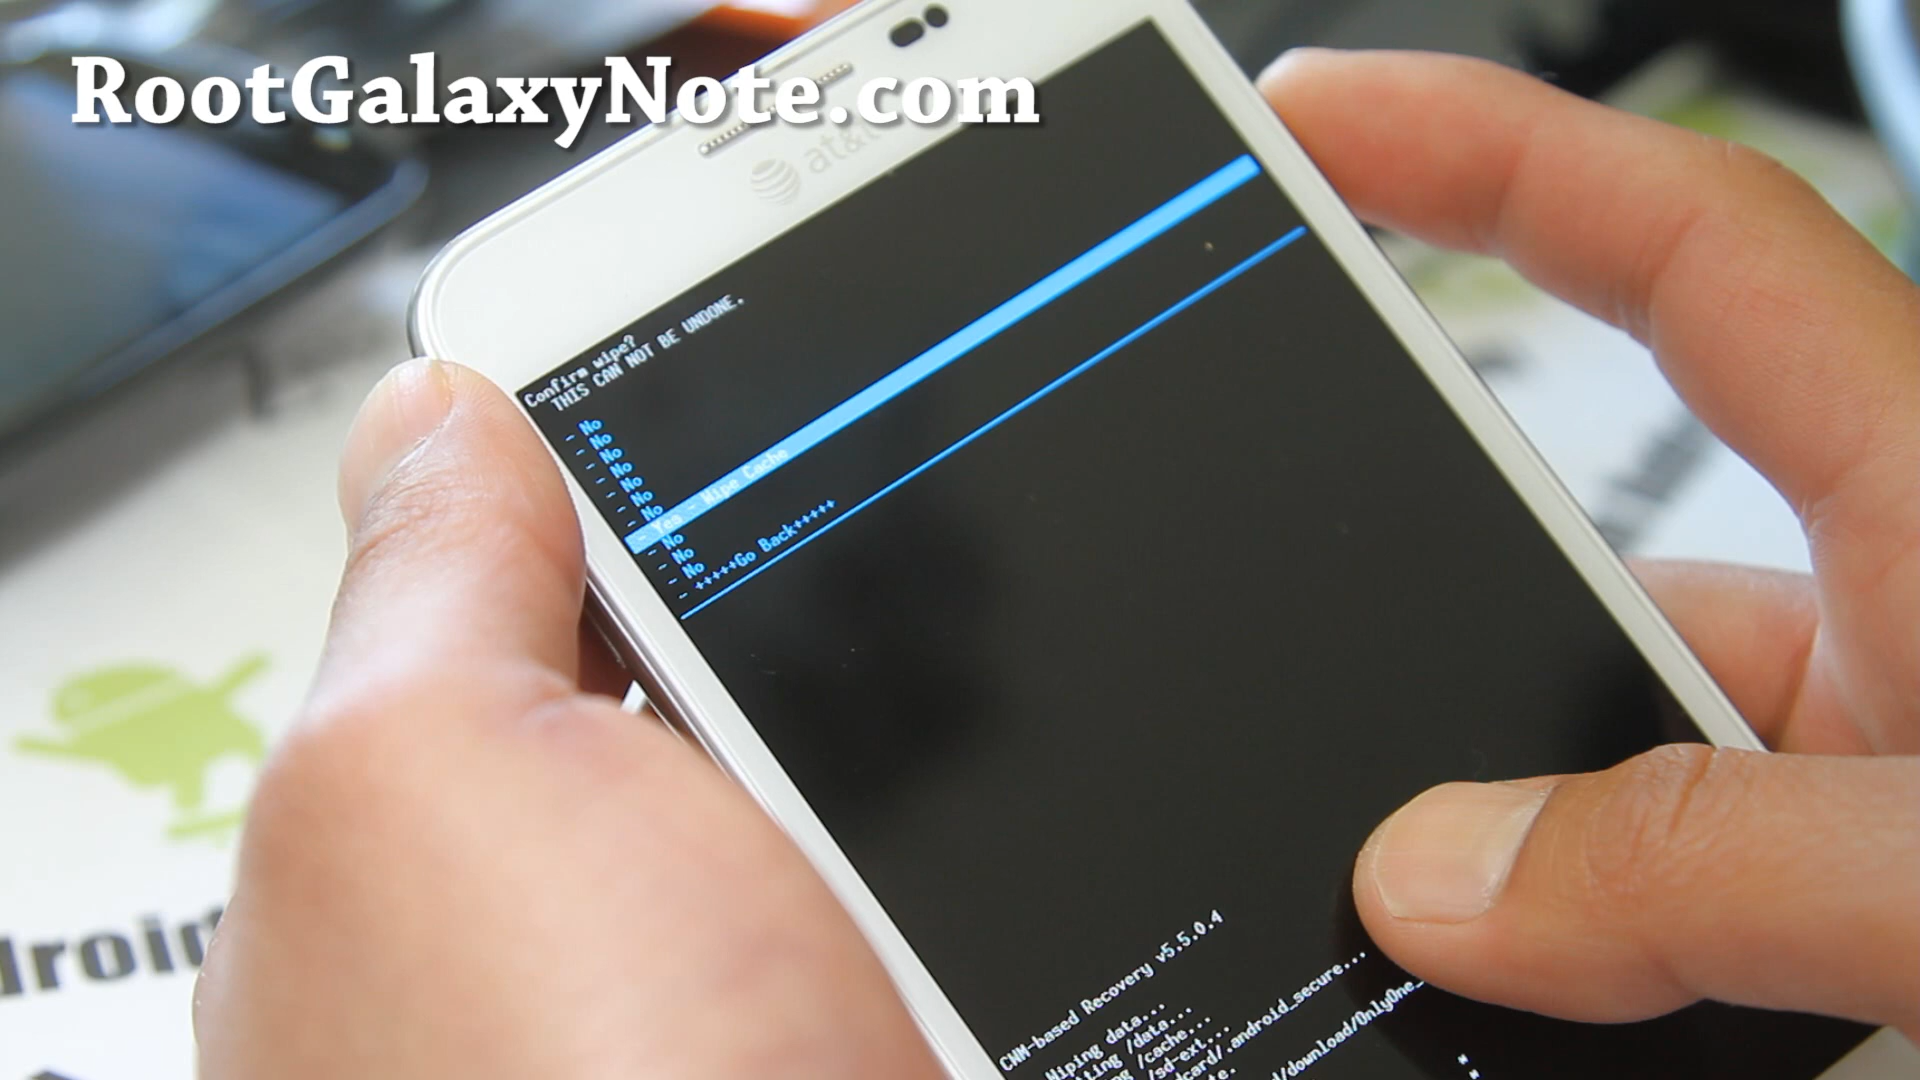 RootGalaxyNote.com
at&t
Confirm wipe?
THIS CAN NOT BE UNDONE.
- No
- No
- No
- No
- No
- No
- No
- Yes - Wipe Cache
- No
- No
- No
- +++++Go Back+++++
CWM-based Recovery v5.5.0.4
Wiping data...
/data...
/cache...
/sd-ext...
/.android_secure...
/download/OnlyOne_
droid